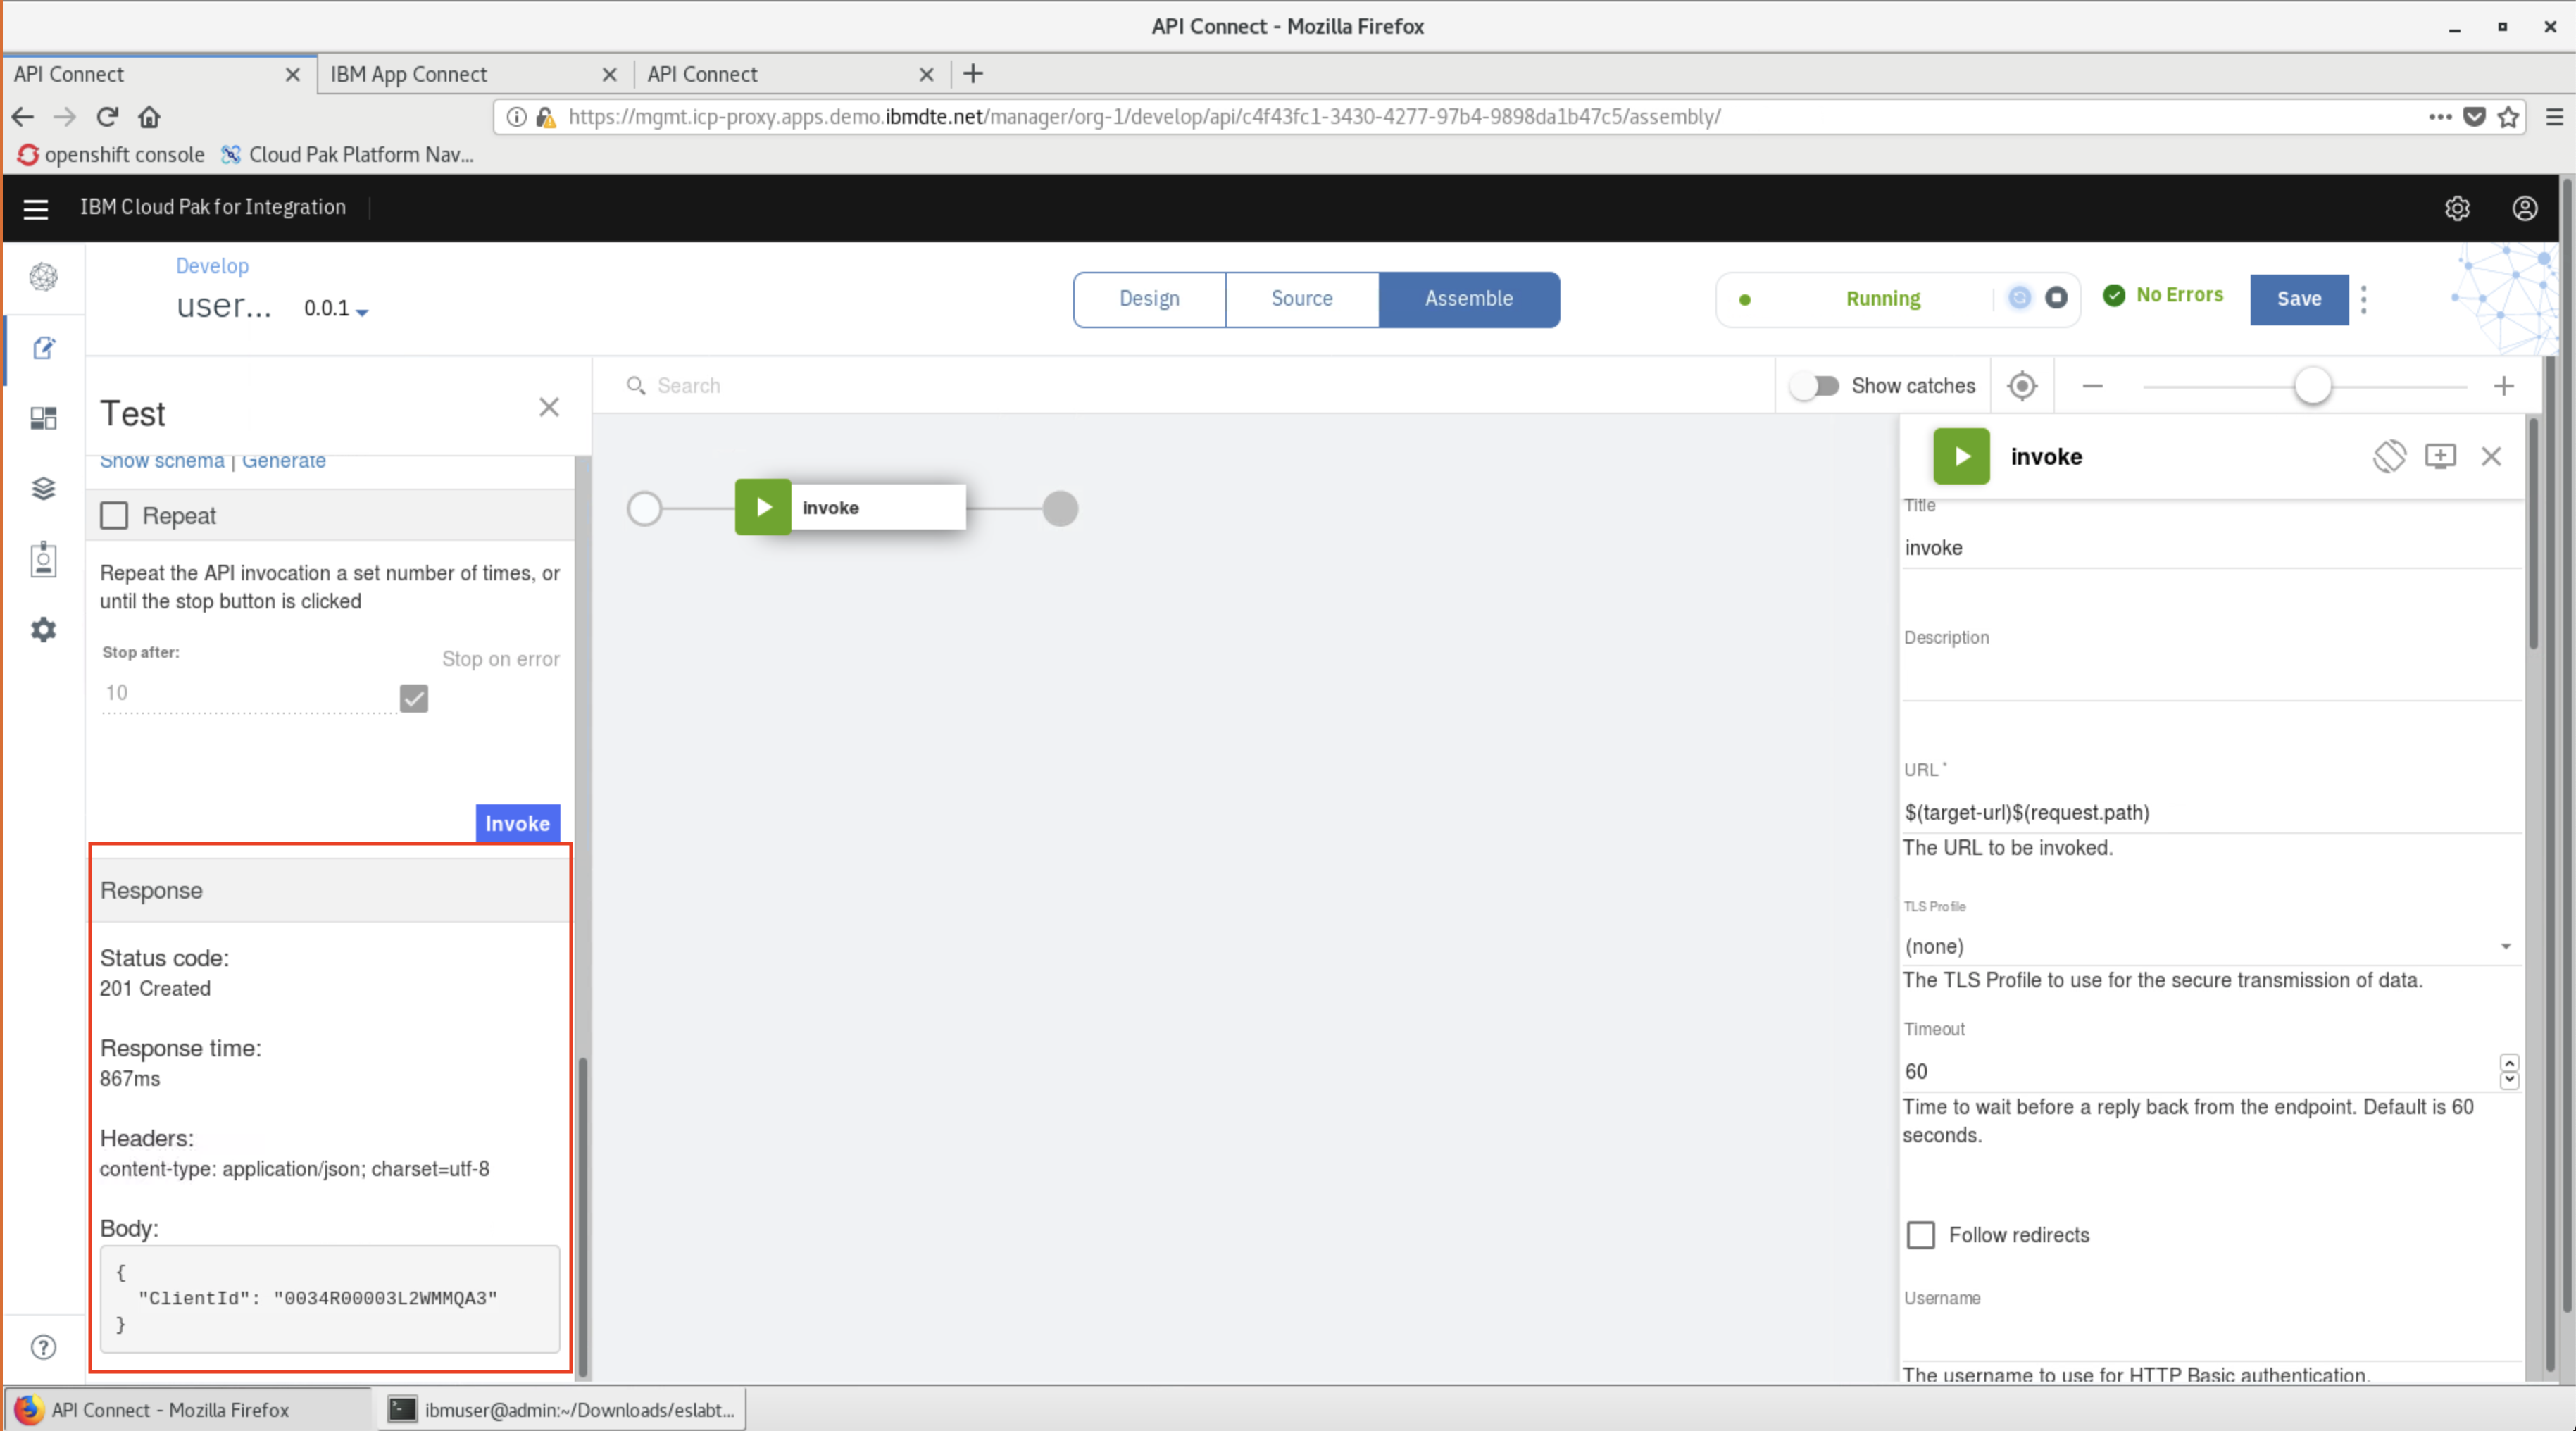 API Connect - Mozilla Firefox
API Connect
IBM App Connect
API Connect
https://mgmt.icp-proxy.apps.demo.ibmdte.net/manager/org-1/develop/api/c4f43fc1-3430-4277-97b4-9898da1b47c5/assembly/
openshift console
Cloud Pak Platform Nav...
IBM Cloud Pak for Integration
Develop
user... 0.0.1
Design
Source
Assemble
Running
No Errors
Save
Test
Show schema | Generate
Repeat
Repeat the API invocation a set number of times, or
until the stop button is clicked
Stop after:
Stop on error
10
Invoke
Response
Status code:
201 Created
Response time:
867ms
Headers:
content-type: application/json; charset=utf-8
Body:
{
"ClientId": "0034R00003L2WMMQA3"
}
Search
Show catches
invoke
invoke
Title
invoke
Description
URL *
$(target-url)$(request.path)
The URL to be invoked.
TLS Profile
(none)
The TLS Profile to use for the secure transmission of data.
Timeout
60
Time to wait before a reply back from the endpoint. Default is 60
seconds.
Follow redirects
Username
The username to use for HTTP Basic authentication.
API Connect - Mozilla Firefox
ibmuser@admin:~/Downloads/eslabt...